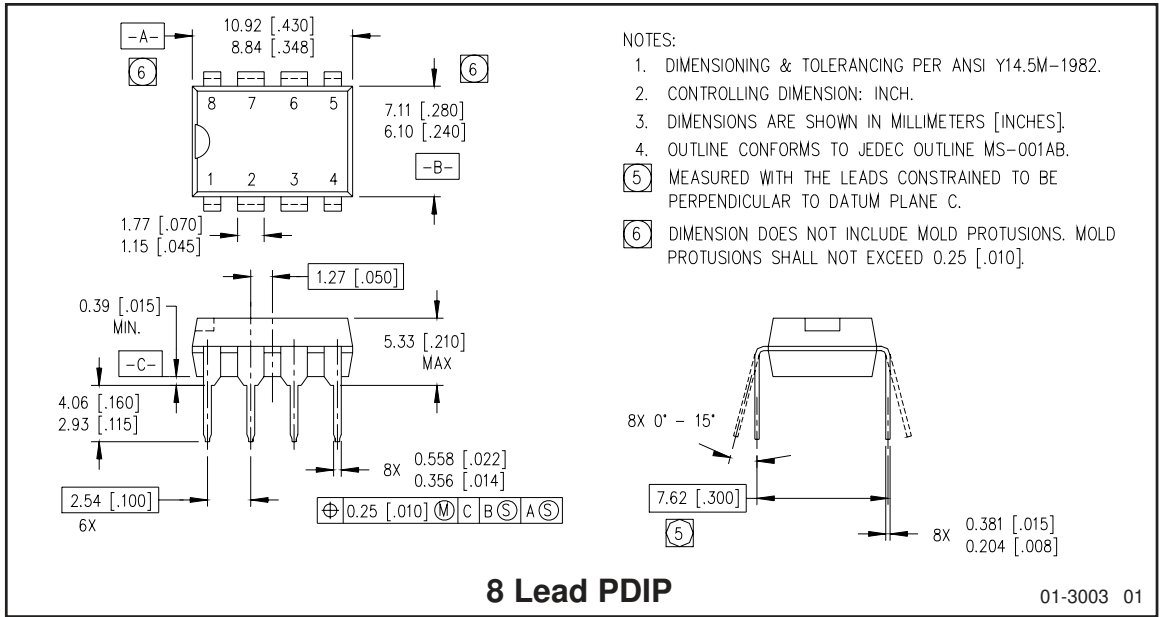 10.92 [.430]
8.84 [.348]
-A-
6
6
8 7 6 5
1 2 3 4
7.11 [.280]
6.10 [.240]
-B-
1.77 [.070]
1.15 [.045]
1.27 [.050]
0.39 [.015]
MIN.
-C-
5.33 [.210]
MAX
4.06 [.160]
2.93 [.115]
8X 0.558 [.022]
0.356 [.014]
2.54 [.100]
6X
⌖ 0.25 [.010] Ⓜ C B Ⓢ A Ⓢ
NOTES:
1. DIMENSIONING & TOLERANCING PER ANSI Y14.5M-1982.
2. CONTROLLING DIMENSION: INCH.
3. DIMENSIONS ARE SHOWN IN MILLIMETERS [INCHES].
4. OUTLINE CONFORMS TO JEDEC OUTLINE MS-001AB.
5 MEASURED WITH THE LEADS CONSTRAINED TO BE
PERPENDICULAR TO DATUM PLANE C.
6 DIMENSION DOES NOT INCLUDE MOLD PROTUSIONS. MOLD
PROTUSIONS SHALL NOT EXCEED 0.25 [.010].
8X 0° - 15°
7.62 [.300]
5
8X 0.381 [.015]
0.204 [.008]
8 Lead PDIP
01-3003 01